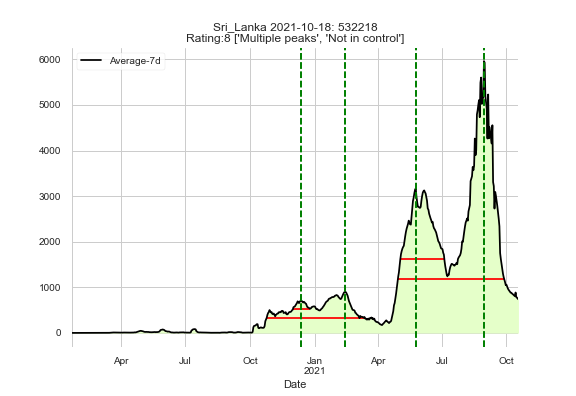 Sri_Lanka 2021-10-18: 532218
Rating:8 ['Multiple peaks', 'Not in control']
Average-7d
6000
5000
4000
3000
2000
1000
0
Apr Jul Oct Jan Apr Jul Oct
2021
Date